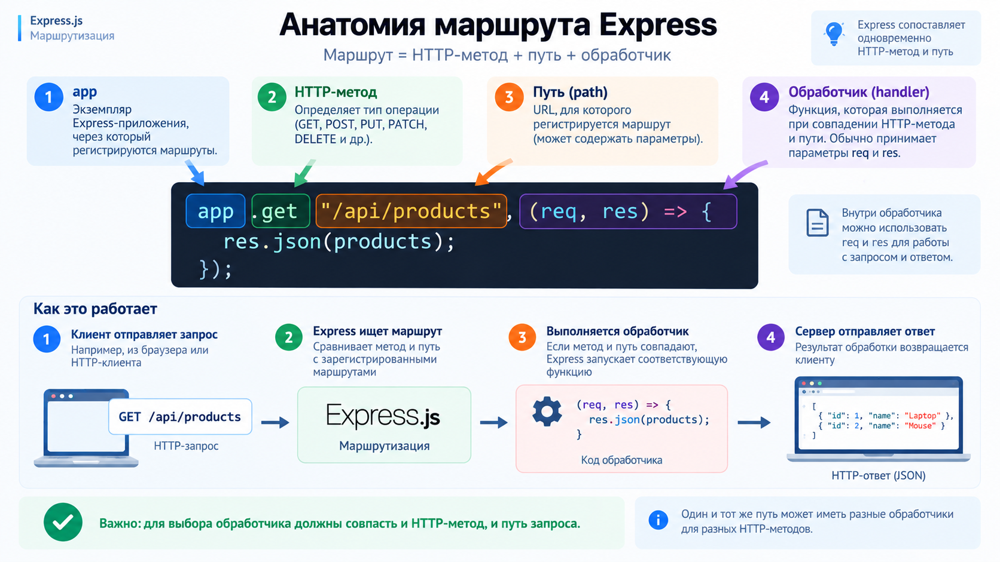 Express.js
Маршрутизация
Анатомия маршрута Express
Маршрут = HTTP-метод + путь + обработчик
Express сопоставляет
одновременно
HTTP-метод и путь
1
app
Экземпляр
Express-приложения,
через который
регистрируются маршруты.
2
HTTP-метод
Определяет тип операции
(GET, POST, PUT, PATCH,
DELETE и др.).
3
Путь (path)
URL, для которого
регистрируется маршрут
(может содержать параметры).
4
Обработчик (handler)
Функция, которая выполняется
при совпадении HTTP-метода
и пути. Обычно принимает
параметры req и res.
app .get "/api/products", (req, res) => {
res.json(products);
});
Внутри обработчика
можно использовать
req и res для работы
с запросом и ответом.
Как это работает
1
Клиент отправляет запрос
Например, из браузера или
HTTP-клиента
GET /api/products
HTTP-запрос
2
Express ищет маршрут
Сравнивает метод и путь
с зарегистрированными
маршрутами
Express.js
Маршрутизация
3
Выполняется обработчик
Если метод и путь совпадают,
Express запускает соответствующую
функцию
(req, res) => {
res.json(products);
}
Код обработчика
4
Сервер отправляет ответ
Результат обработки возвращается
клиенту
[
{ "id": 1, "name": "Laptop" },
{ "id": 2, "name": "Mouse" }
]
HTTP-ответ (JSON)
Важно: для выбора обработчика должны совпасть и HTTP-метод, и путь запроса.
Один и тот же путь может иметь разные обработчики
для разных HTTP-методов.